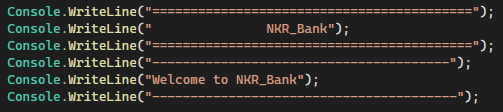 Console.WriteLine("==========================================");
Console.WriteLine("               NKR_Bank");
Console.WriteLine("==========================================");
Console.WriteLine("---------------------------------------");
Console.WriteLine("Welcome to NKR_Bank");
Console.WriteLine("----------------------------------------");